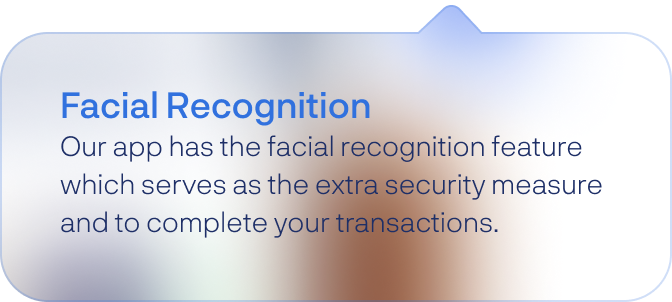 Facial Recognition
Our app has the facial recognition feature
which serves as the extra security measure
and to complete your transactions.